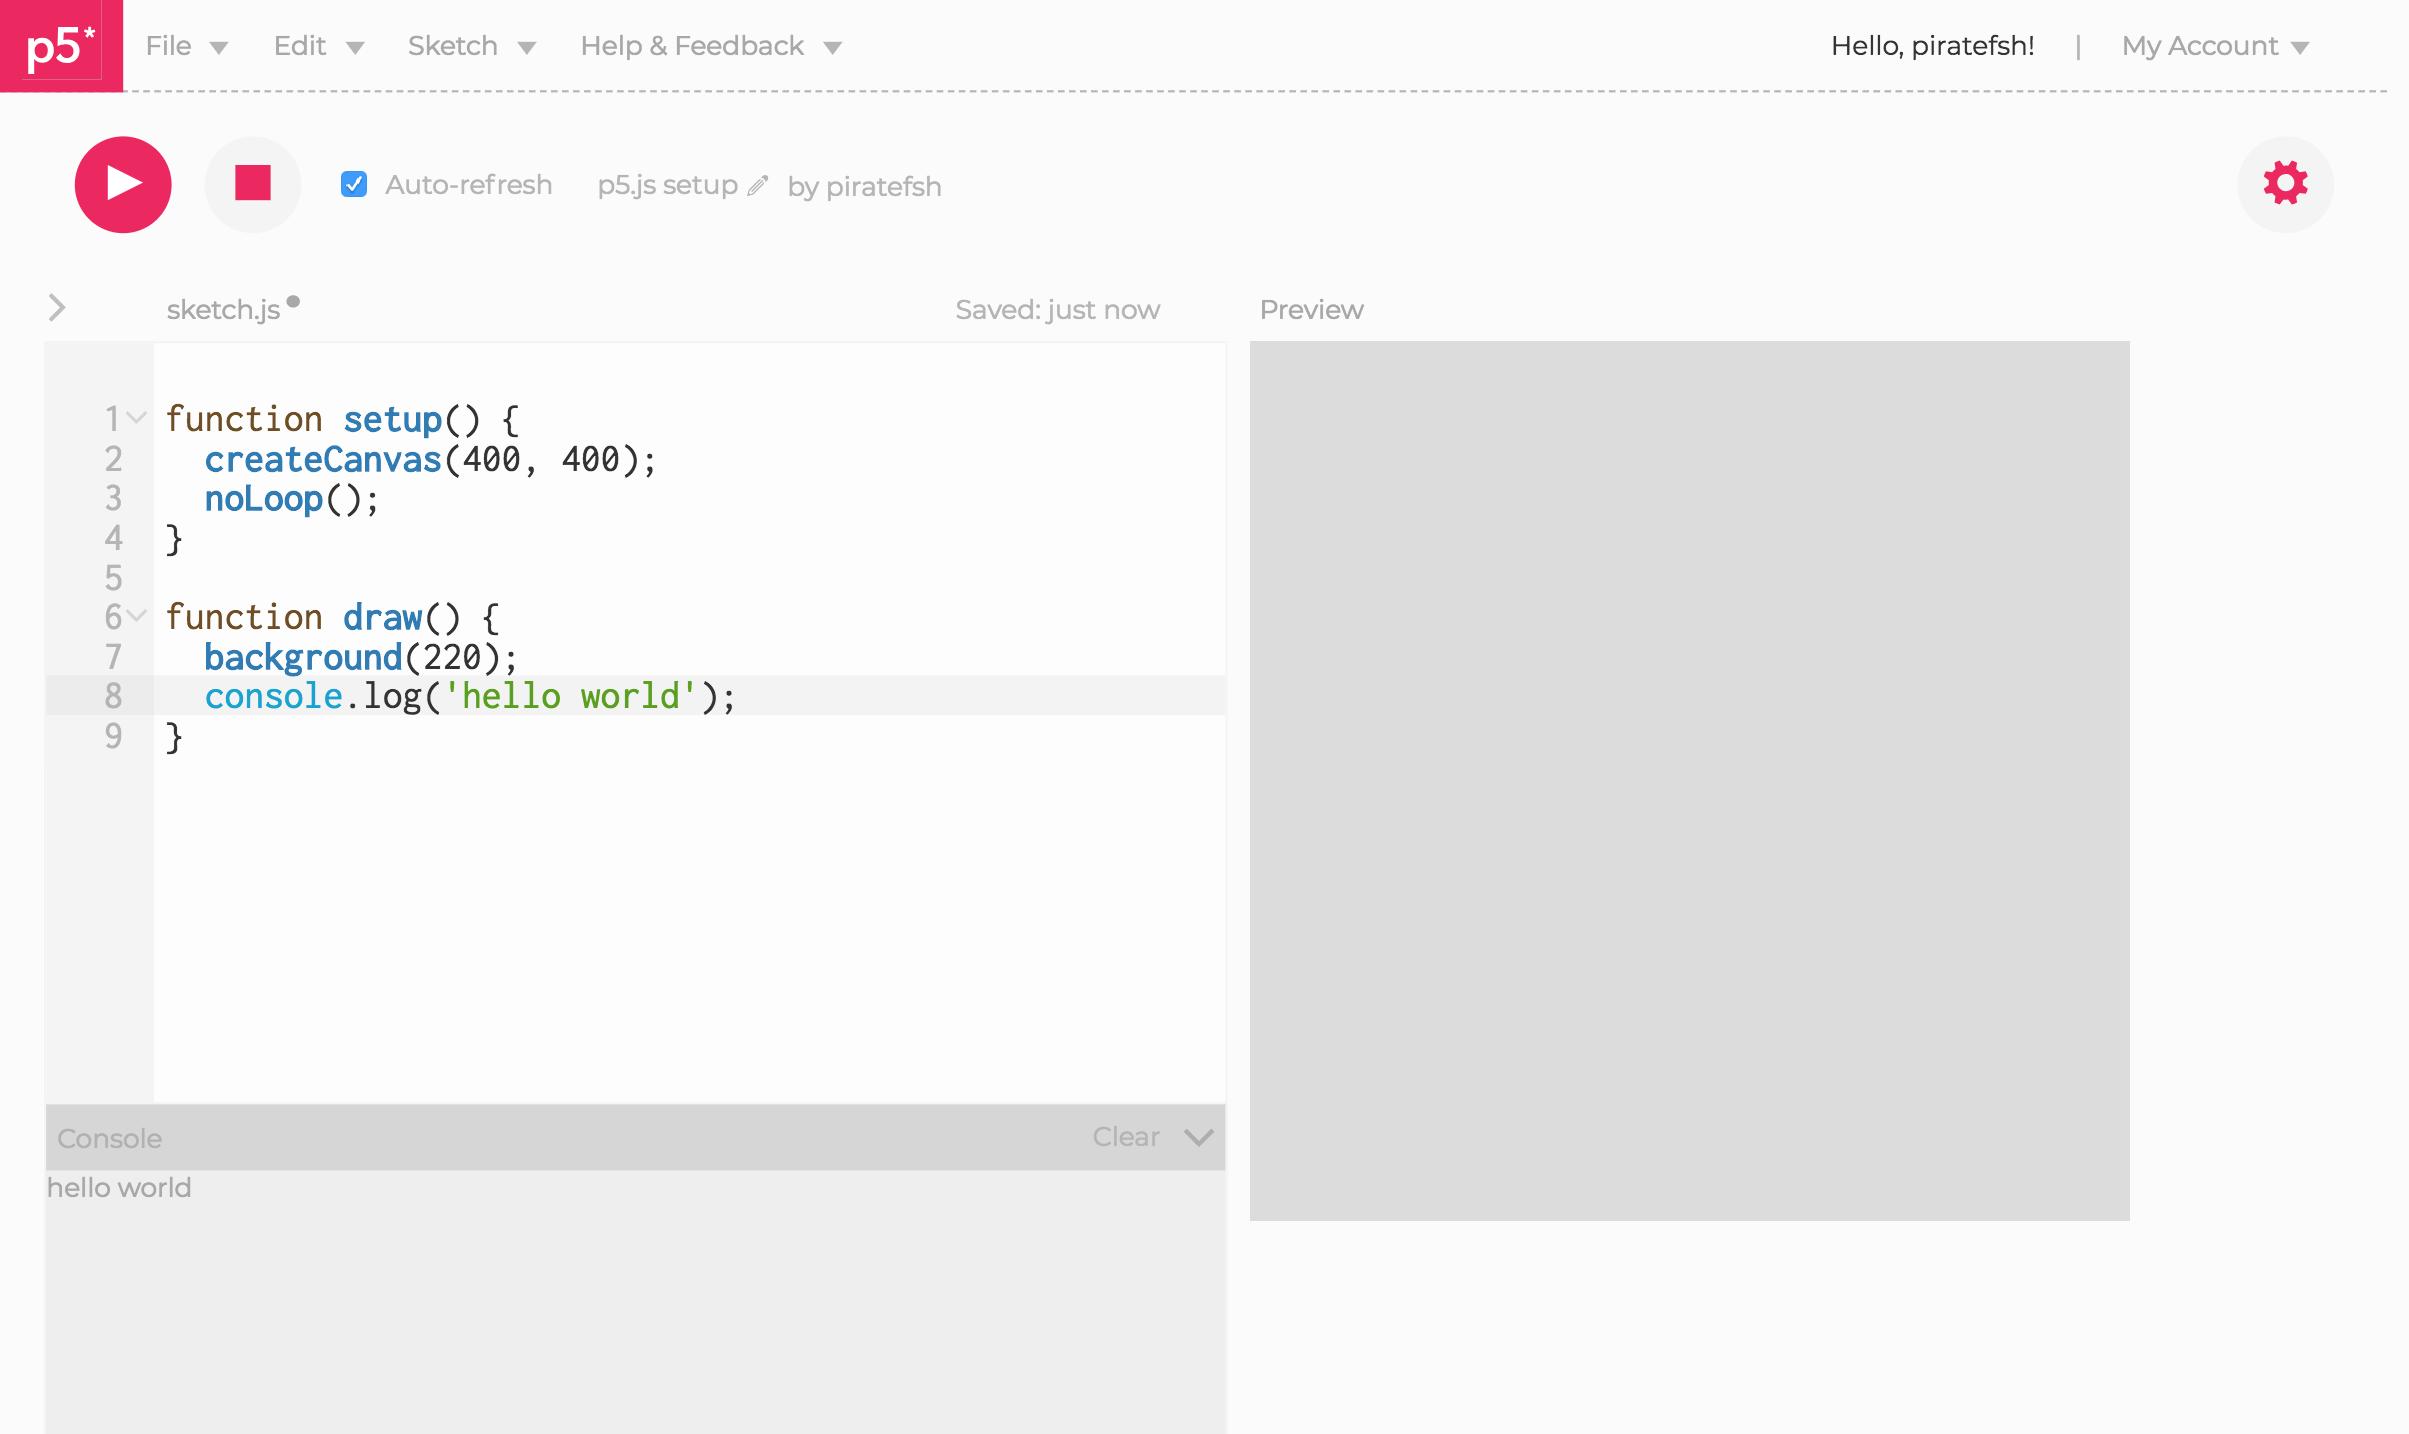 p5* File Edit Sketch Help & Feedback Hello, piratefsh! | My Account
Auto-refresh p5.js setup by piratefsh
sketch.js Saved: just now Preview
1 function setup() {
2   createCanvas(400, 400);
3   noLoop();
4 }
5
6 function draw() {
7   background(220);
8   console.log('hello world');
9 }
Console Clear
hello world